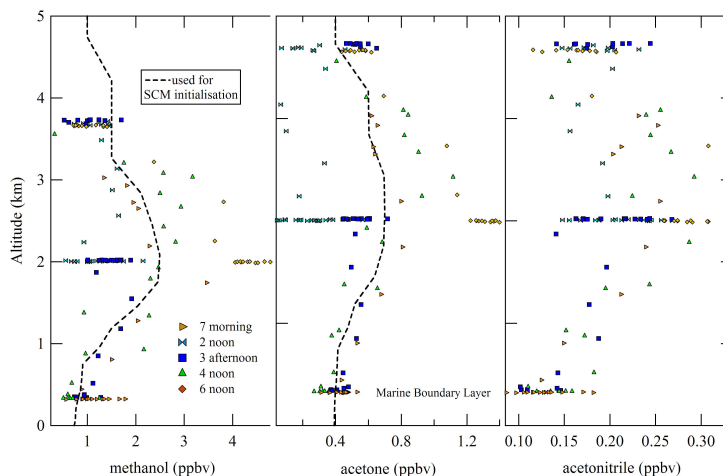 5
4
3
2
1
0
Altitude (km)
used for
SCM initialisation
7 morning
2 noon
3 afternoon
4 noon
6 noon
Marine Boundary Layer
1 2 3 4
0.4 0.8 1.2
0.10 0.15 0.20 0.25 0.30
methanol (ppbv)
acetone (ppbv)
acetonitrile (ppbv)